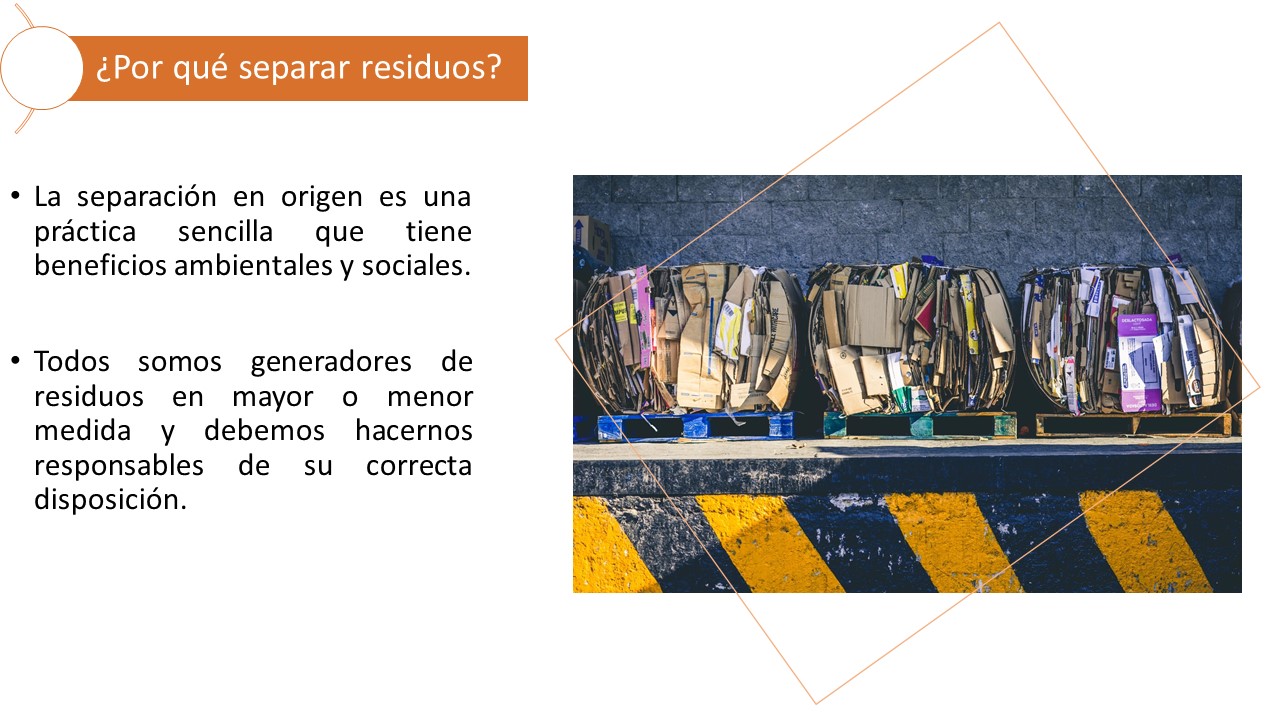 ¿Por qué separar residuos?
• La separación en origen es una
práctica sencilla que tiene
beneficios ambientales y sociales.
• Todos somos generadores de
residuos en mayor o menor
medida y debemos hacernos
responsables de su correcta
disposición.
DESLACTOSADA